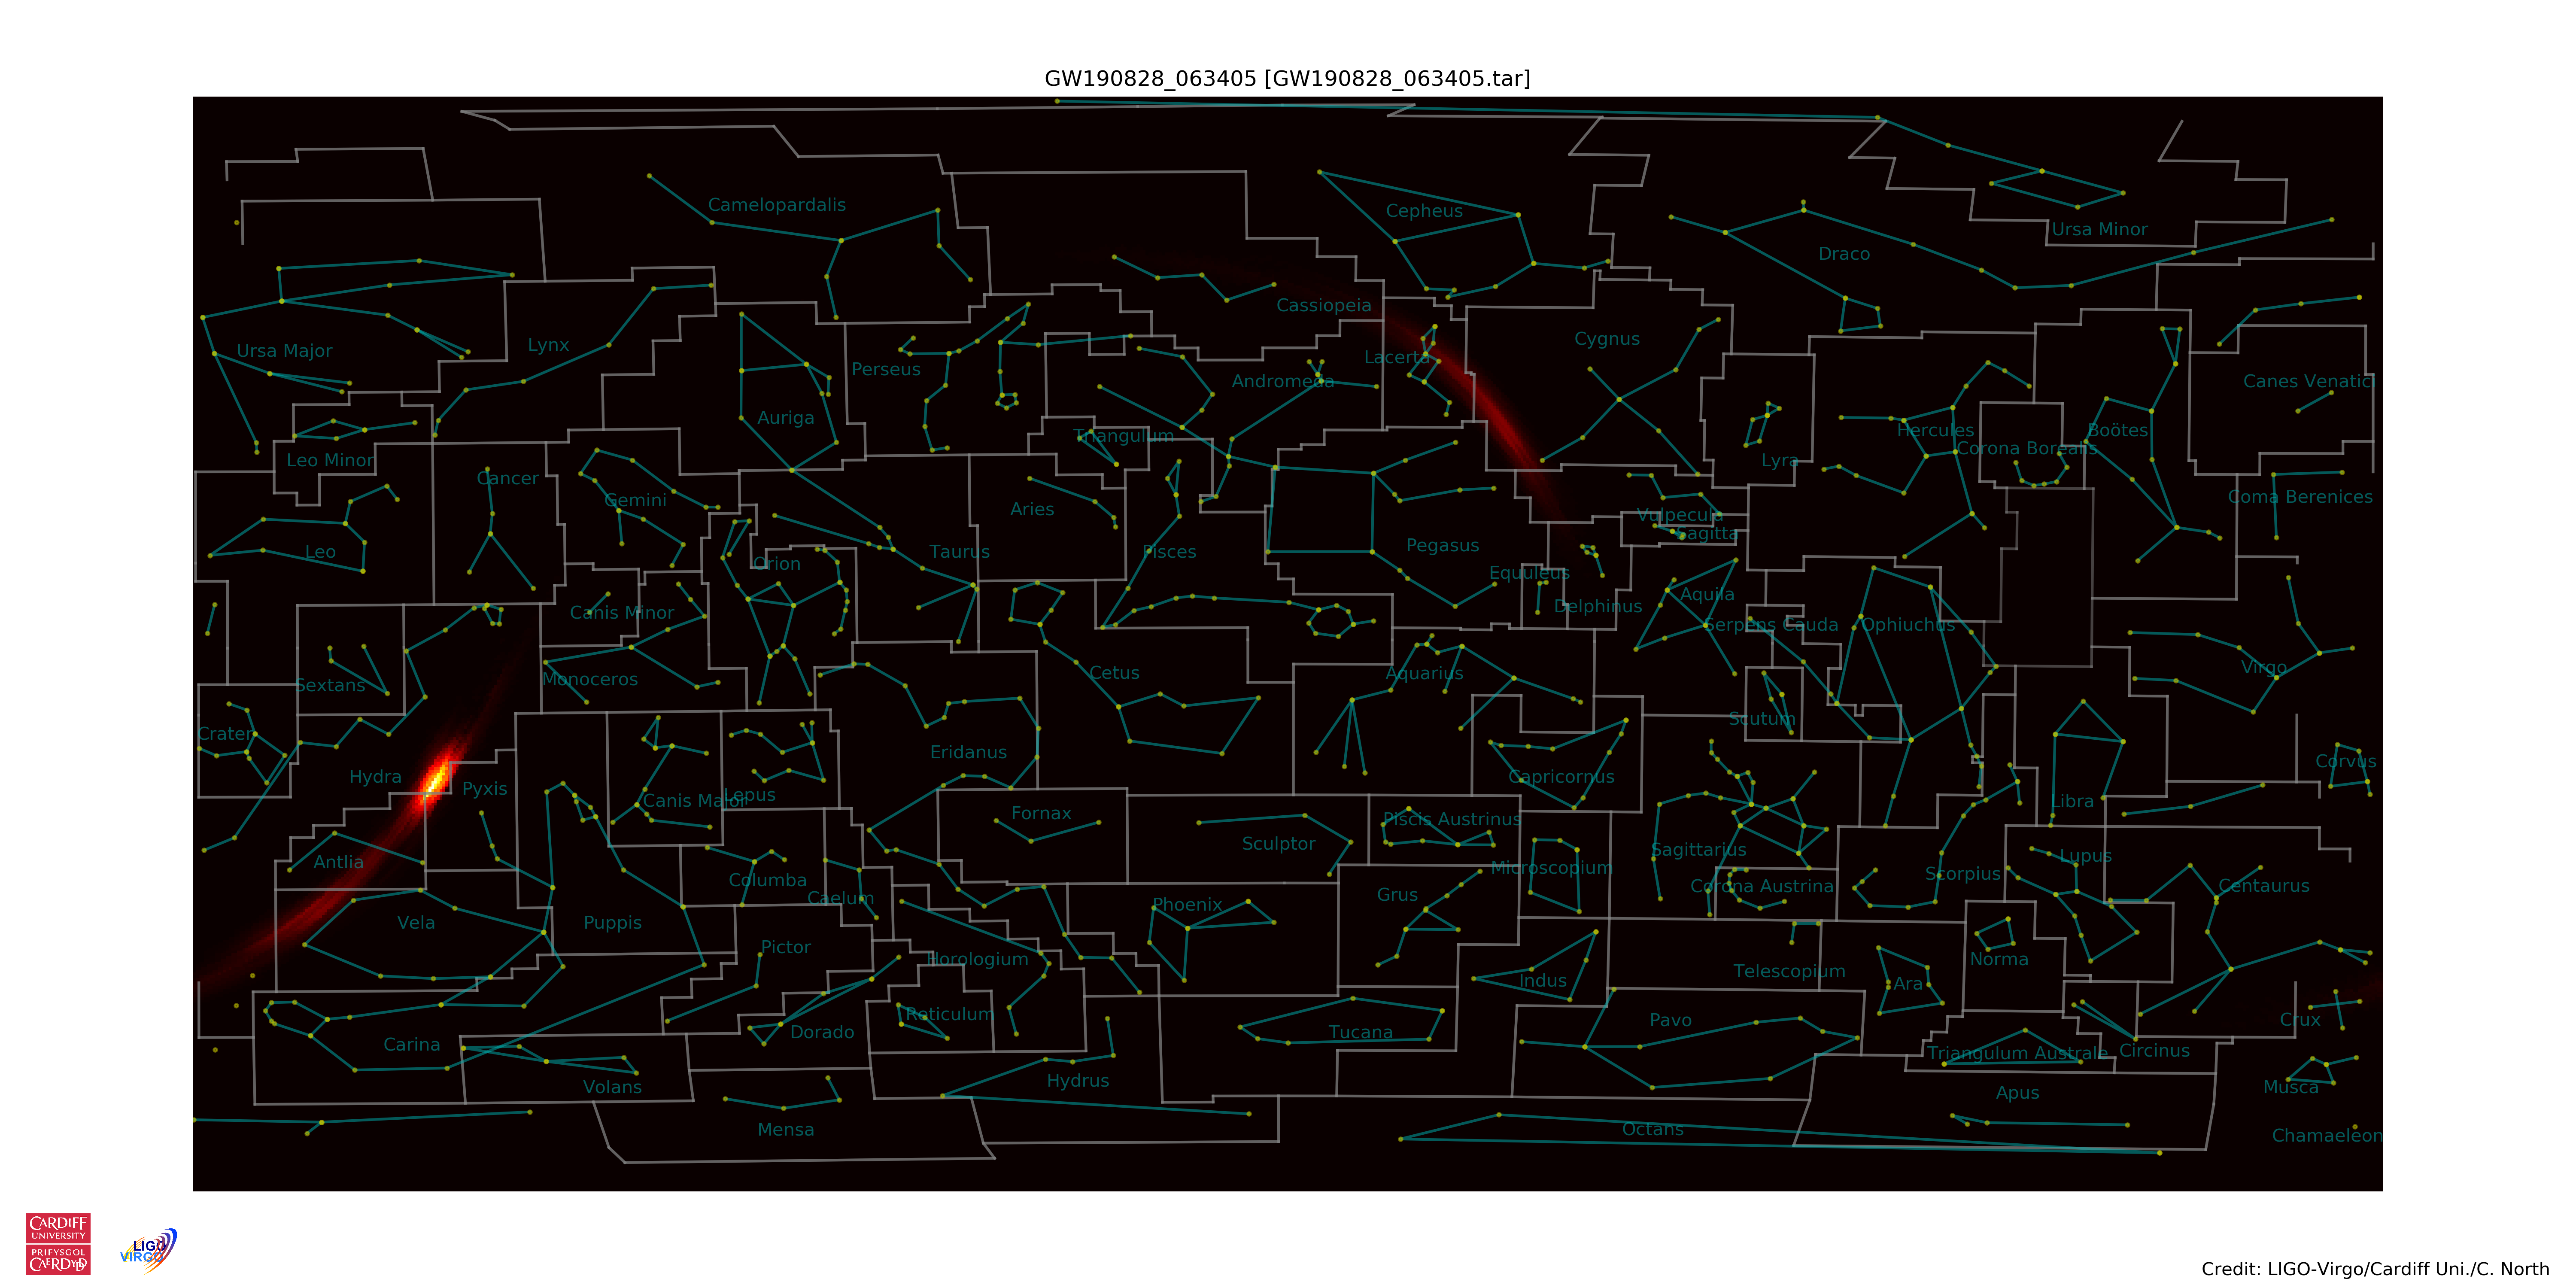 GW190828_063405 [GW190828_063405.tar]
Camelopardalis
Cepheus
Ursa Minor
Draco
Cassiopeia
Ursa Major
Lynx
Perseus
Lacerta
Cygnus
Andromeda
Canes Venatici
Auriga
Triangulum
Hercules
Boötes
Corona Borealis
Leo Minor
Lyra
Cancer
Gemini
Coma Berenices
Aries
Vulpecula
Sagitta
Leo
Orion
Taurus
Pisces
Pegasus
Equuleus
Canis Minor
Delphinus
Aquila
Serpens Cauda
Ophiuchus
Sextans
Monoceros
Cetus
Aquarius
Virgo
Crater
Scutum
Hydra
Pyxis
Eridanus
Capricornus
Corvus
Canis Major
Lepus
Libra
Fornax
Piscis Austrinus
Sculptor
Antlia
Sagittarius
Lupus
Microscopium
Columba
Caelum
Grus
Corona Austrina
Scorpius
Centaurus
Phoenix
Vela
Puppis
Pictor
Horologium
Indus
Telescopium
Ara
Norma
Reticulum
Carina
Dorado
Tucana
Pavo
Crux
Triangulum Australe
Circinus
Volans
Hydrus
Apus
Musca
Mensa
Octans
Chamaeleon
CARDIFF
UNIVERSITY
PRIFYSGOL
CAERDYDD
LIGO
VIRGO
Credit: LIGO-Virgo/Cardiff Uni./C. North